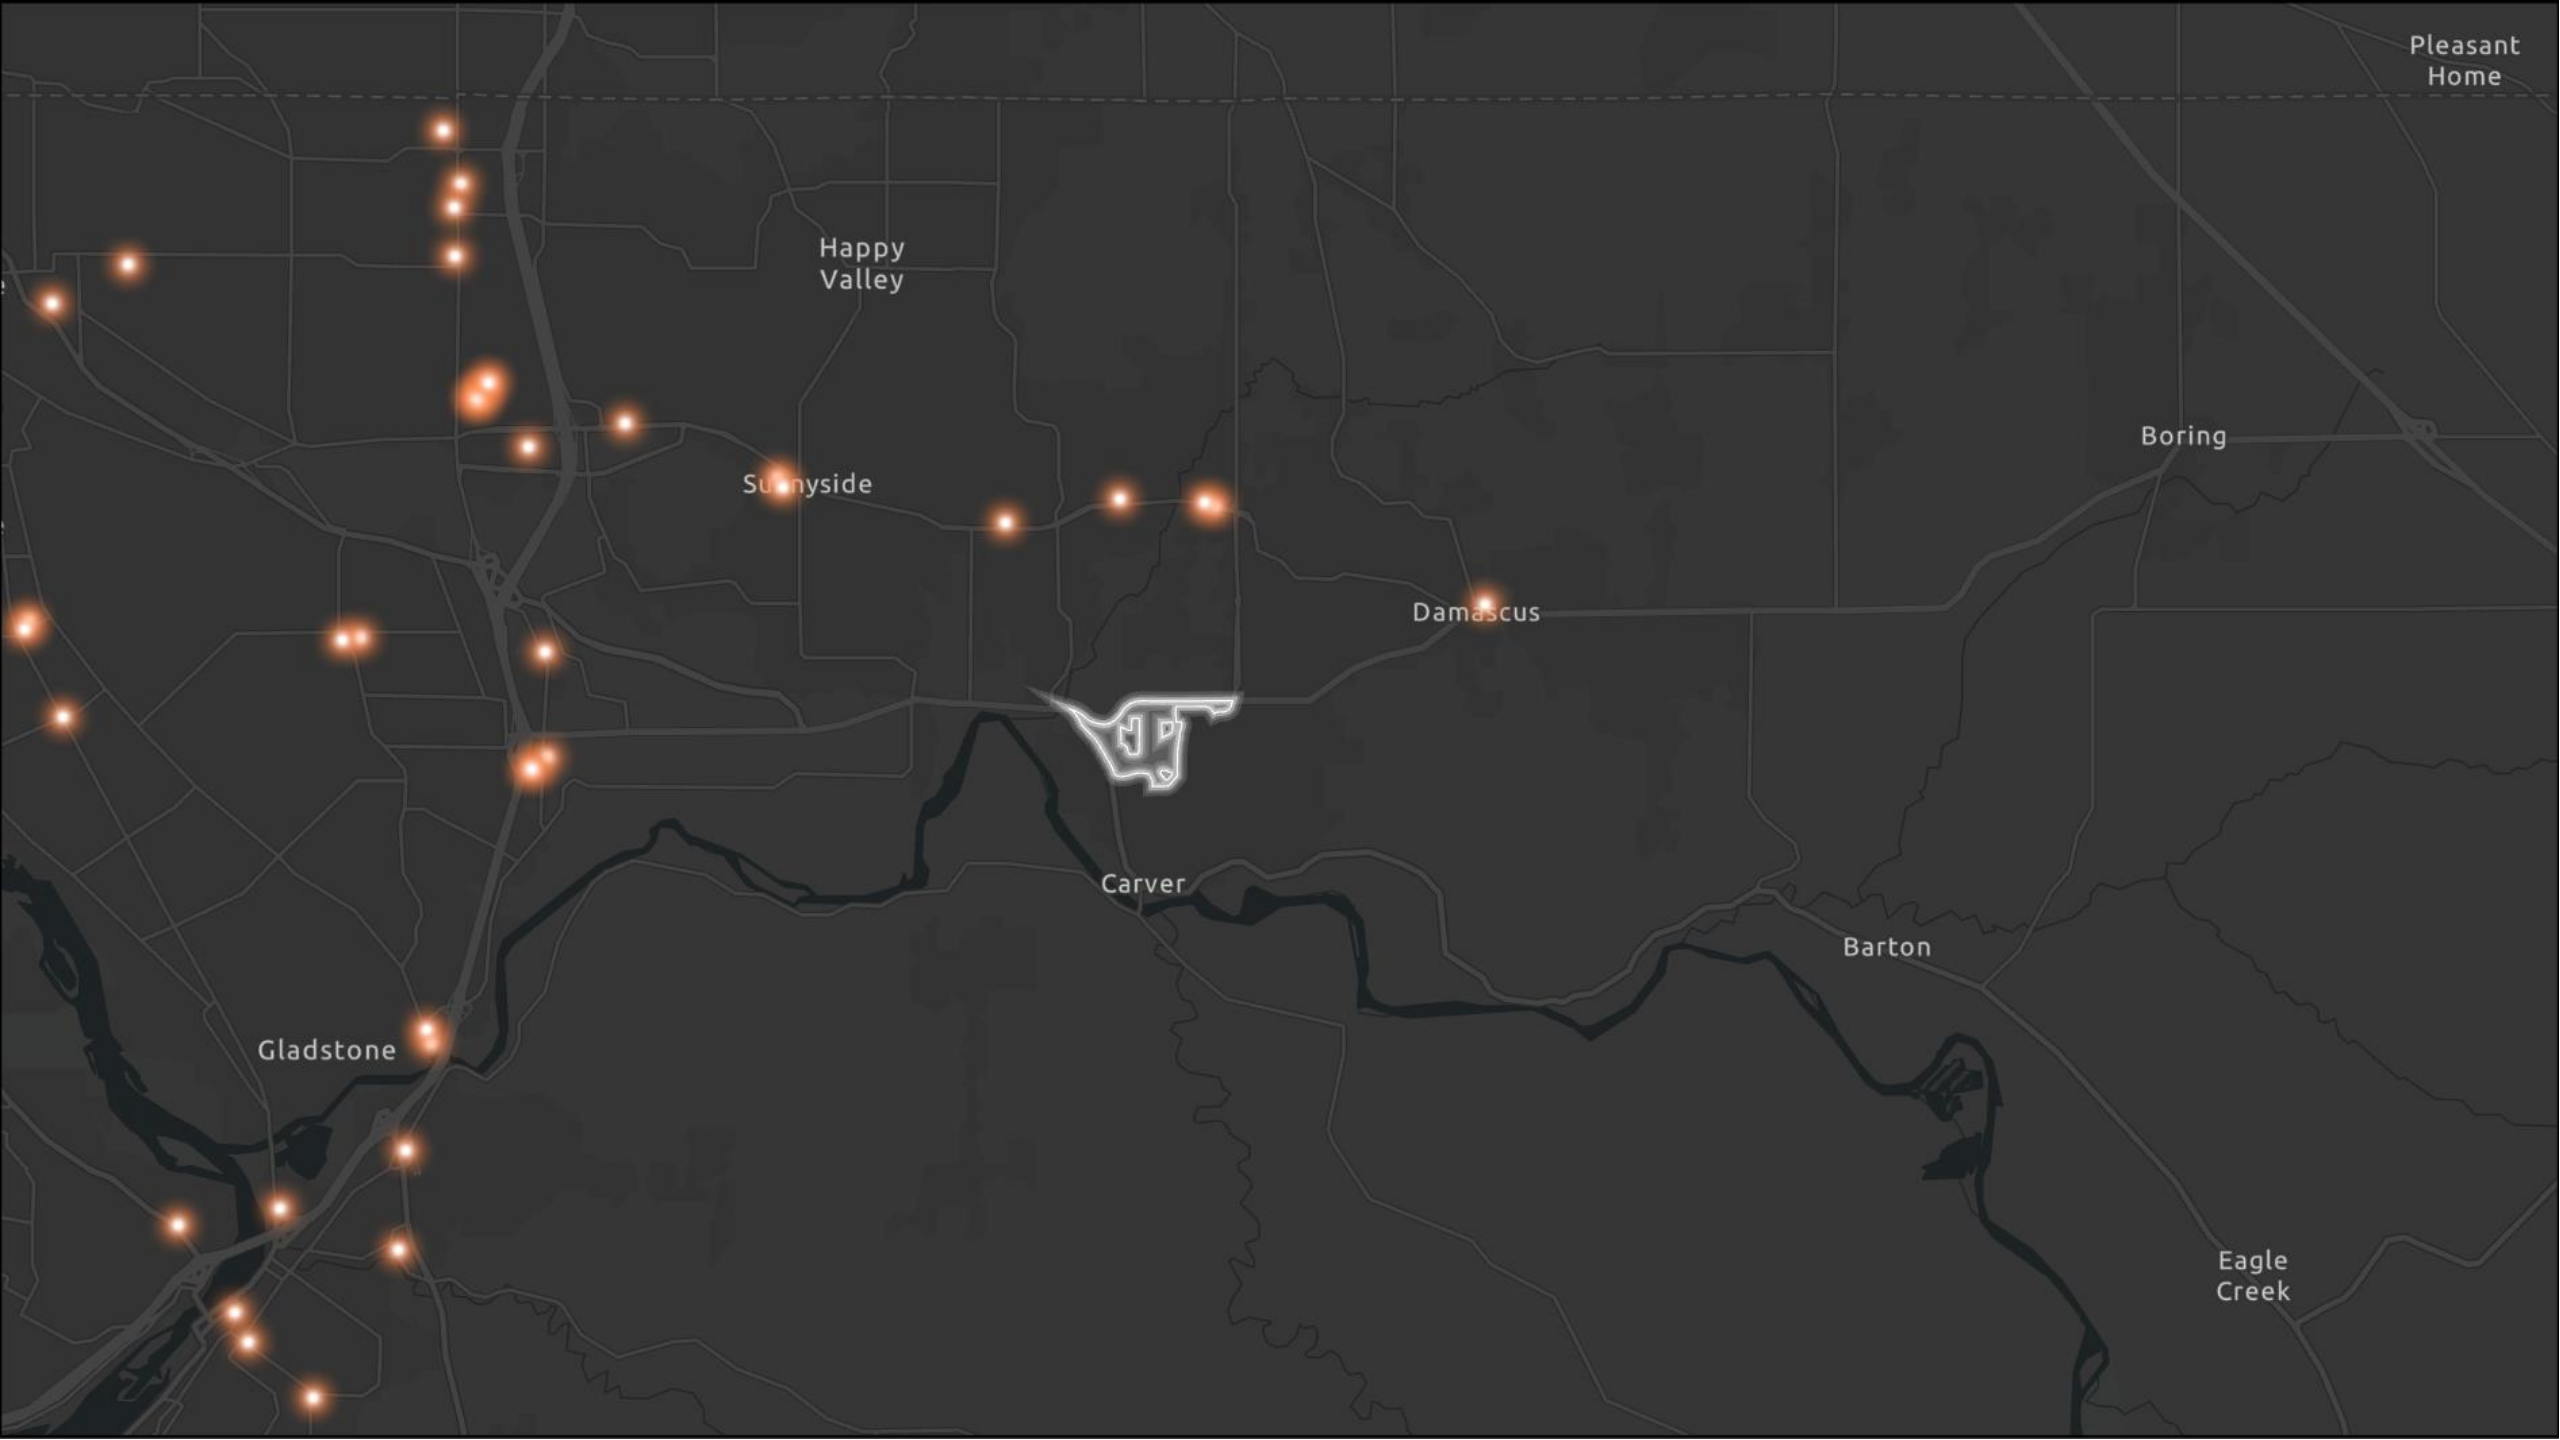 Pleasant
Home
Happy
Valley
Boring
Sunnyside
Damascus
Carver
Barton
Gladstone
Eagle
Creek